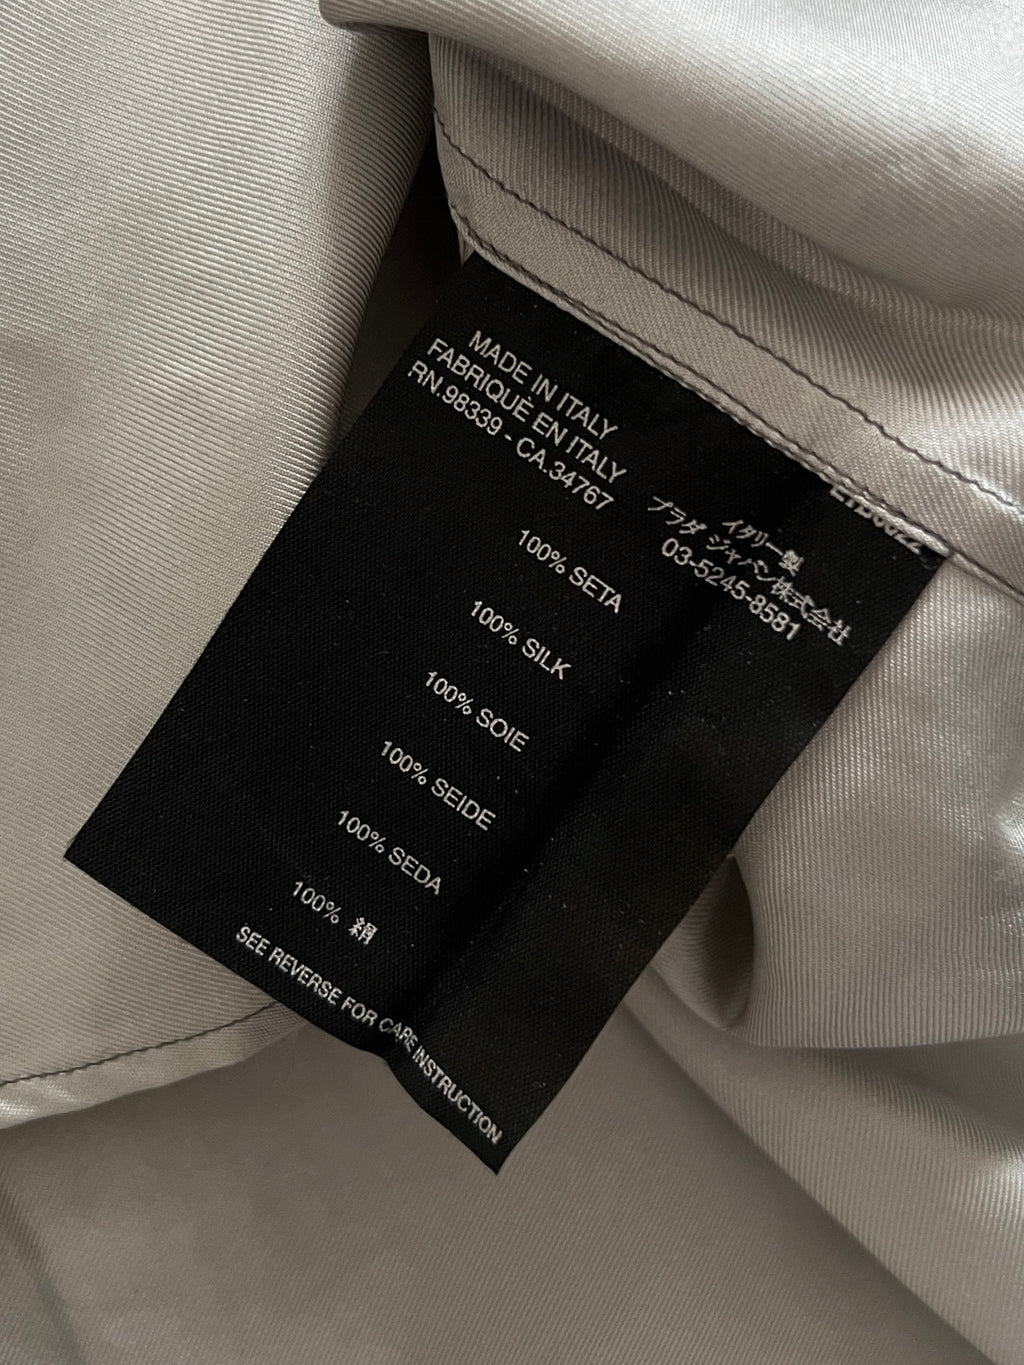 MADE IN ITALY
FABRIQUÈ EN ITALY
RN.98339 - CA.34767
イタリー製
プラダ ジャパン株式会社
03-5245-8581
100% SETA
100% SILK
100% SOIE
100% SEIDE
100% SEDA
100% 絹
SEE REVERSE FOR CARE INSTRUCTION